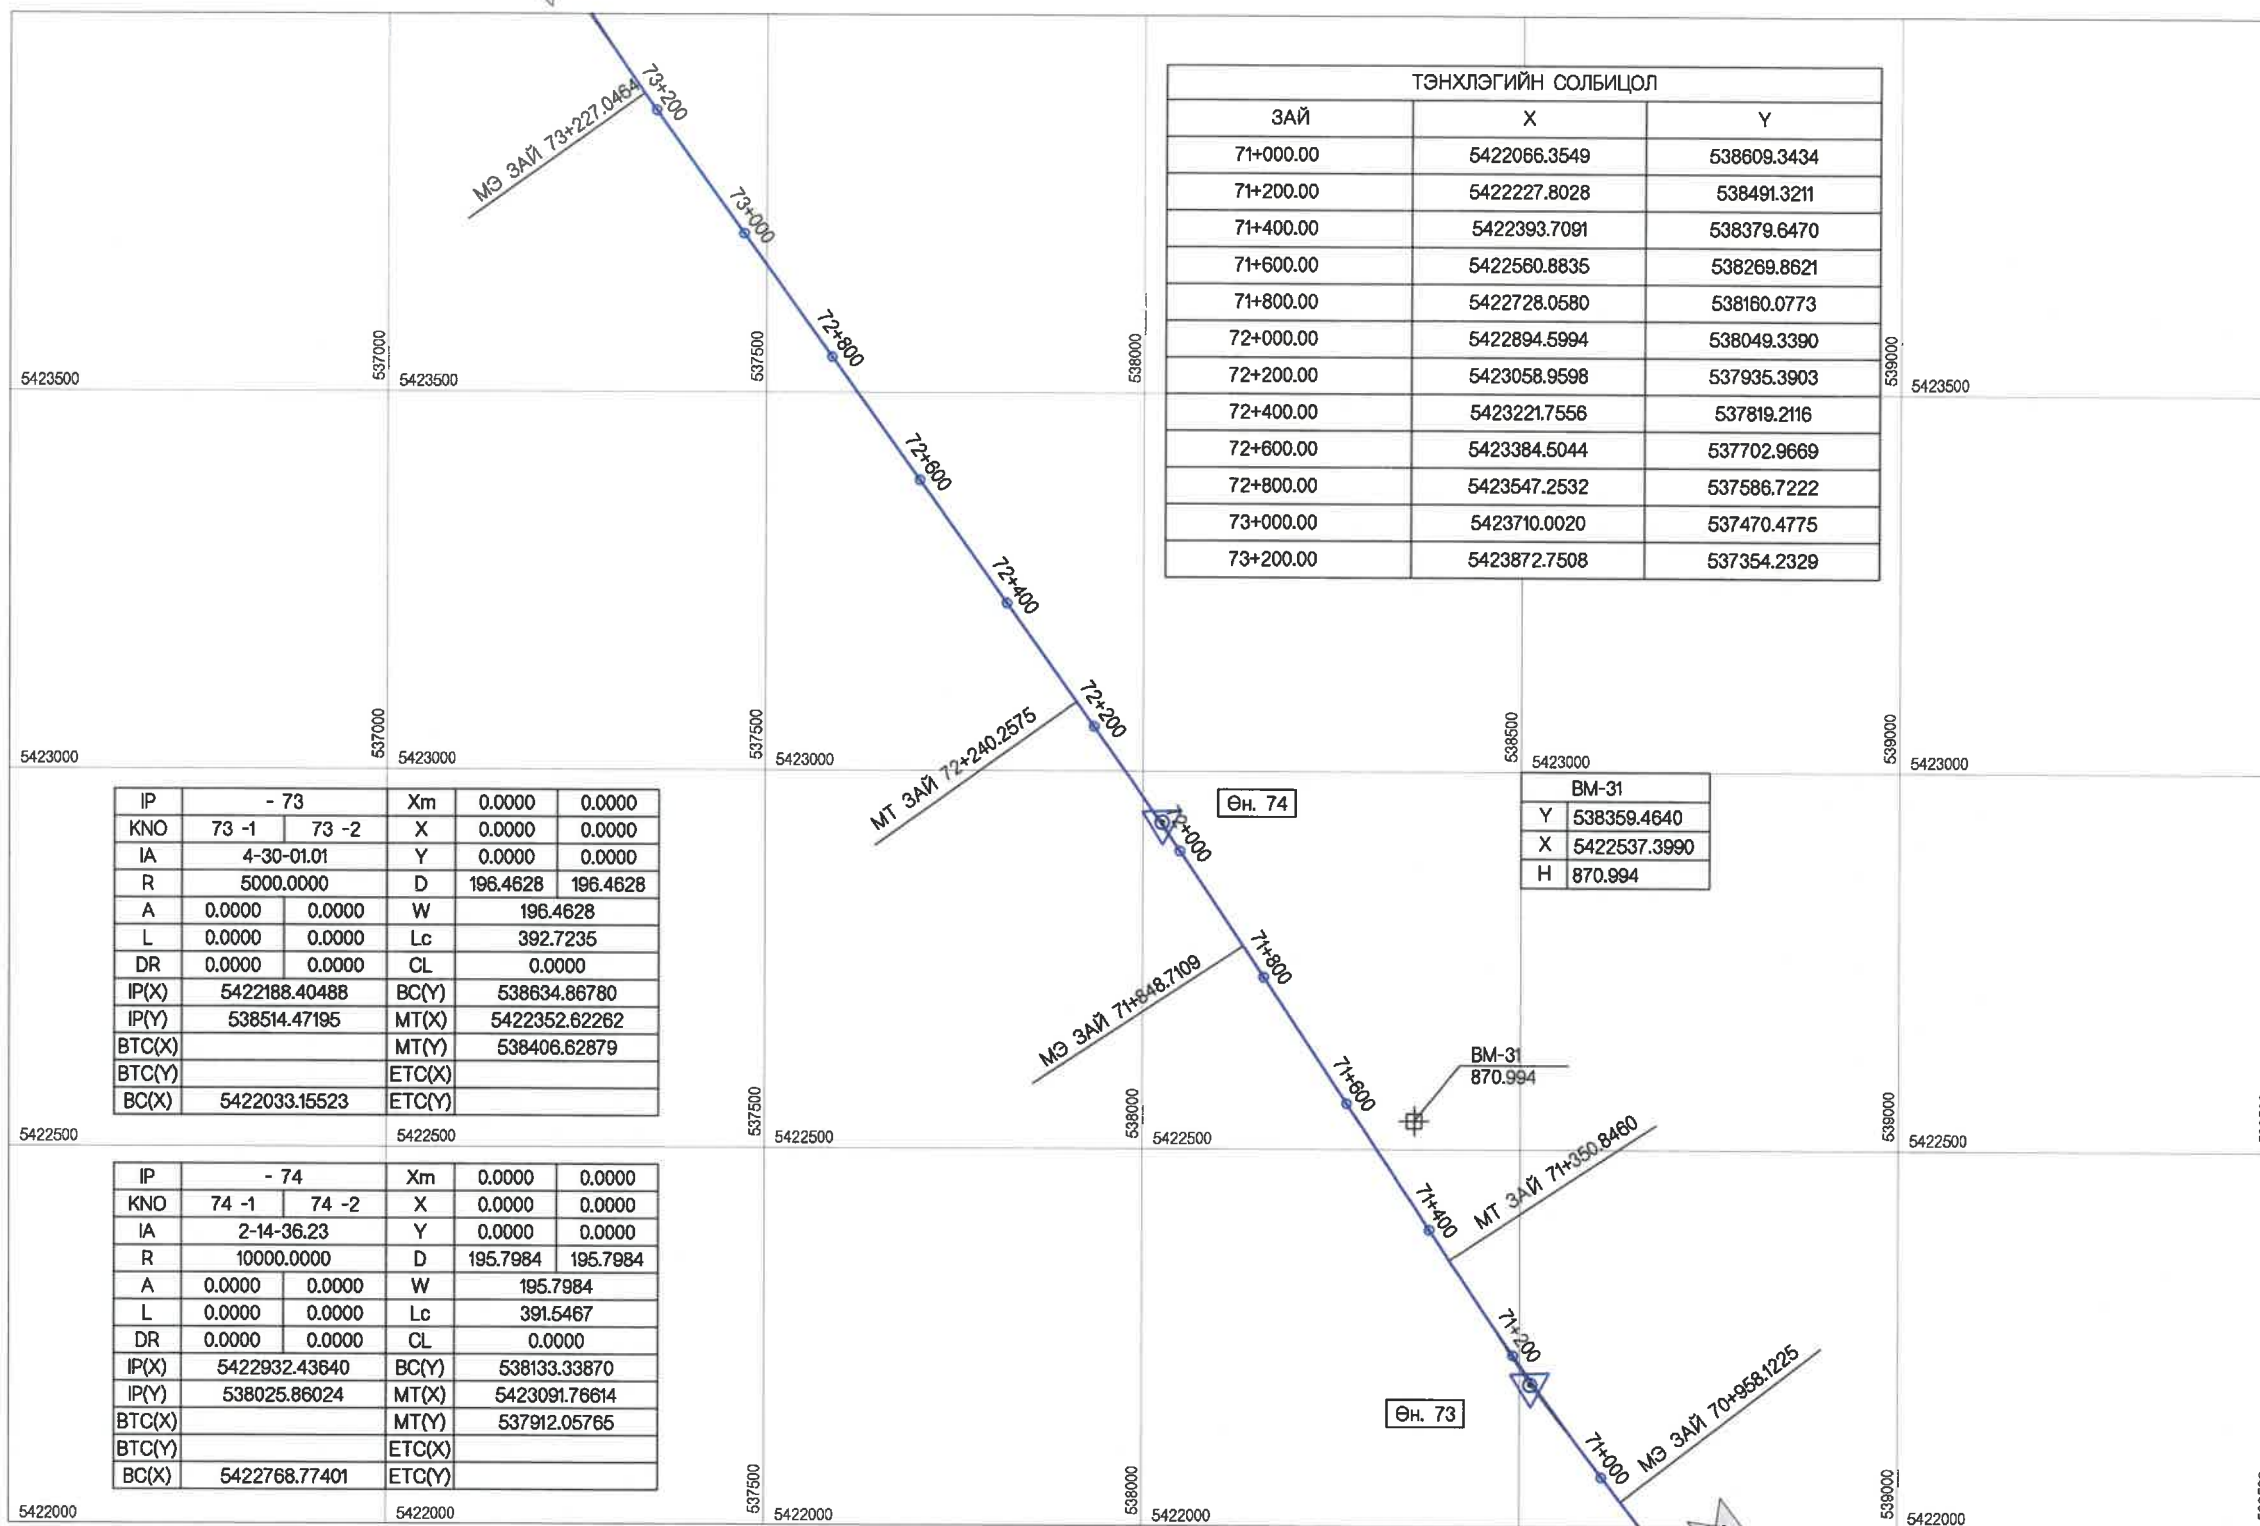 73+200
МЭ ЗАЙ 73+227.0464
73+000
72+800
72+600
72+400
72+200
МТ ЗАЙ 72+240.2575
Өн. 74
72+000
71+800
МЭ ЗАЙ 71+848.7109
71+600
BM-31
870.994
МТ ЗАЙ 71+350.8460
71+400
71+200
Өн. 73
71+000
МЭ ЗАЙ 70+958.1225
ТЭНХЛЭГИЙН СОЛБИЦОЛ
ЗАЙ X Y
71+000.00 5422066.3549 538609.3434
71+200.00 5422227.8028 538491.3211
71+400.00 5422393.7091 538379.6470
71+600.00 5422560.8835 538269.8621
71+800.00 5422728.0580 538160.0773
72+000.00 5422894.5994 538049.3390
72+200.00 5423058.9598 537935.3903
72+400.00 5423221.7556 537819.2116
72+600.00 5423384.5044 537702.9669
72+800.00 5423547.2532 537586.7222
73+000.00 5423710.0020 537470.4775
73+200.00 5423872.7508 537354.2329
537000 537500 538000 539000
5423500 5423500 5423500
537000 537500 538500 539000
5423000 5423000 5423000 5423000 5423000
BM-31
Y 538359.4640
X 5422537.3990
H 870.994
IP - 73 Xm 0.0000 0.0000
KNO 73 -1 73 -2 X 0.0000 0.0000
IA 4-30-01.01 Y 0.0000 0.0000
R 5000.0000 D 196.4628 196.4628
A 0.0000 0.0000 W 196.4628
L 0.0000 0.0000 Lc 392.7235
DR 0.0000 0.0000 CL 0.0000
IP(X) 5422188.40488 BC(Y) 538634.86780
IP(Y) 538514.47195 MT(X) 5422352.62262
BTC(X) MT(Y) 538406.62879
BTC(Y) ETC(X)
BC(X) 5422033.15523 ETC(Y)
537500 538000 539000
5422500 5422500 5422500 5422500 5422500
IP - 74 Xm 0.0000 0.0000
KNO 74 -1 74 -2 X 0.0000 0.0000
IA 2-14-36.23 Y 0.0000 0.0000
R 10000.0000 D 195.7984 195.7984
A 0.0000 0.0000 W 195.7984
L 0.0000 0.0000 Lc 391.5467
DR 0.0000 0.0000 CL 0.0000
IP(X) 5422932.43640 BC(Y) 538133.33870
IP(Y) 538025.86024 MT(X) 5423091.76614
BTC(X) MT(Y) 537912.05765
BTC(Y) ETC(X)
BC(X) 5422768.77401 ETC(Y)
537500 538000 539000
5422000 5422000 5422000 5422000 5422000